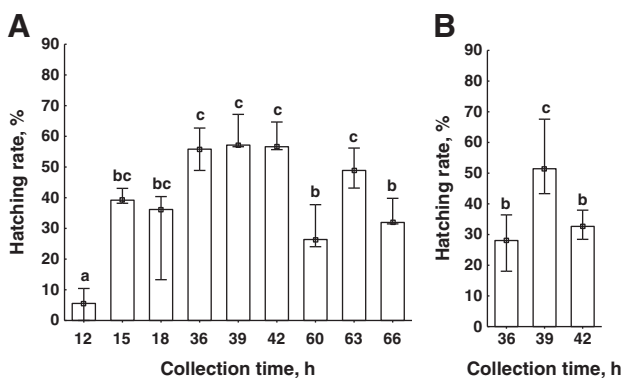 A
B
Hatching rate, %
90
80
70
60
50
40
30
20
10
0
a
bc
bc
c
c
c
b
c
b
12 15 18 36 39 42 60 63 66
Collection time, h
Hatching rate, %
90
80
70
60
50
40
30
20
10
0
b
c
b
36 39 42
Collection time, h